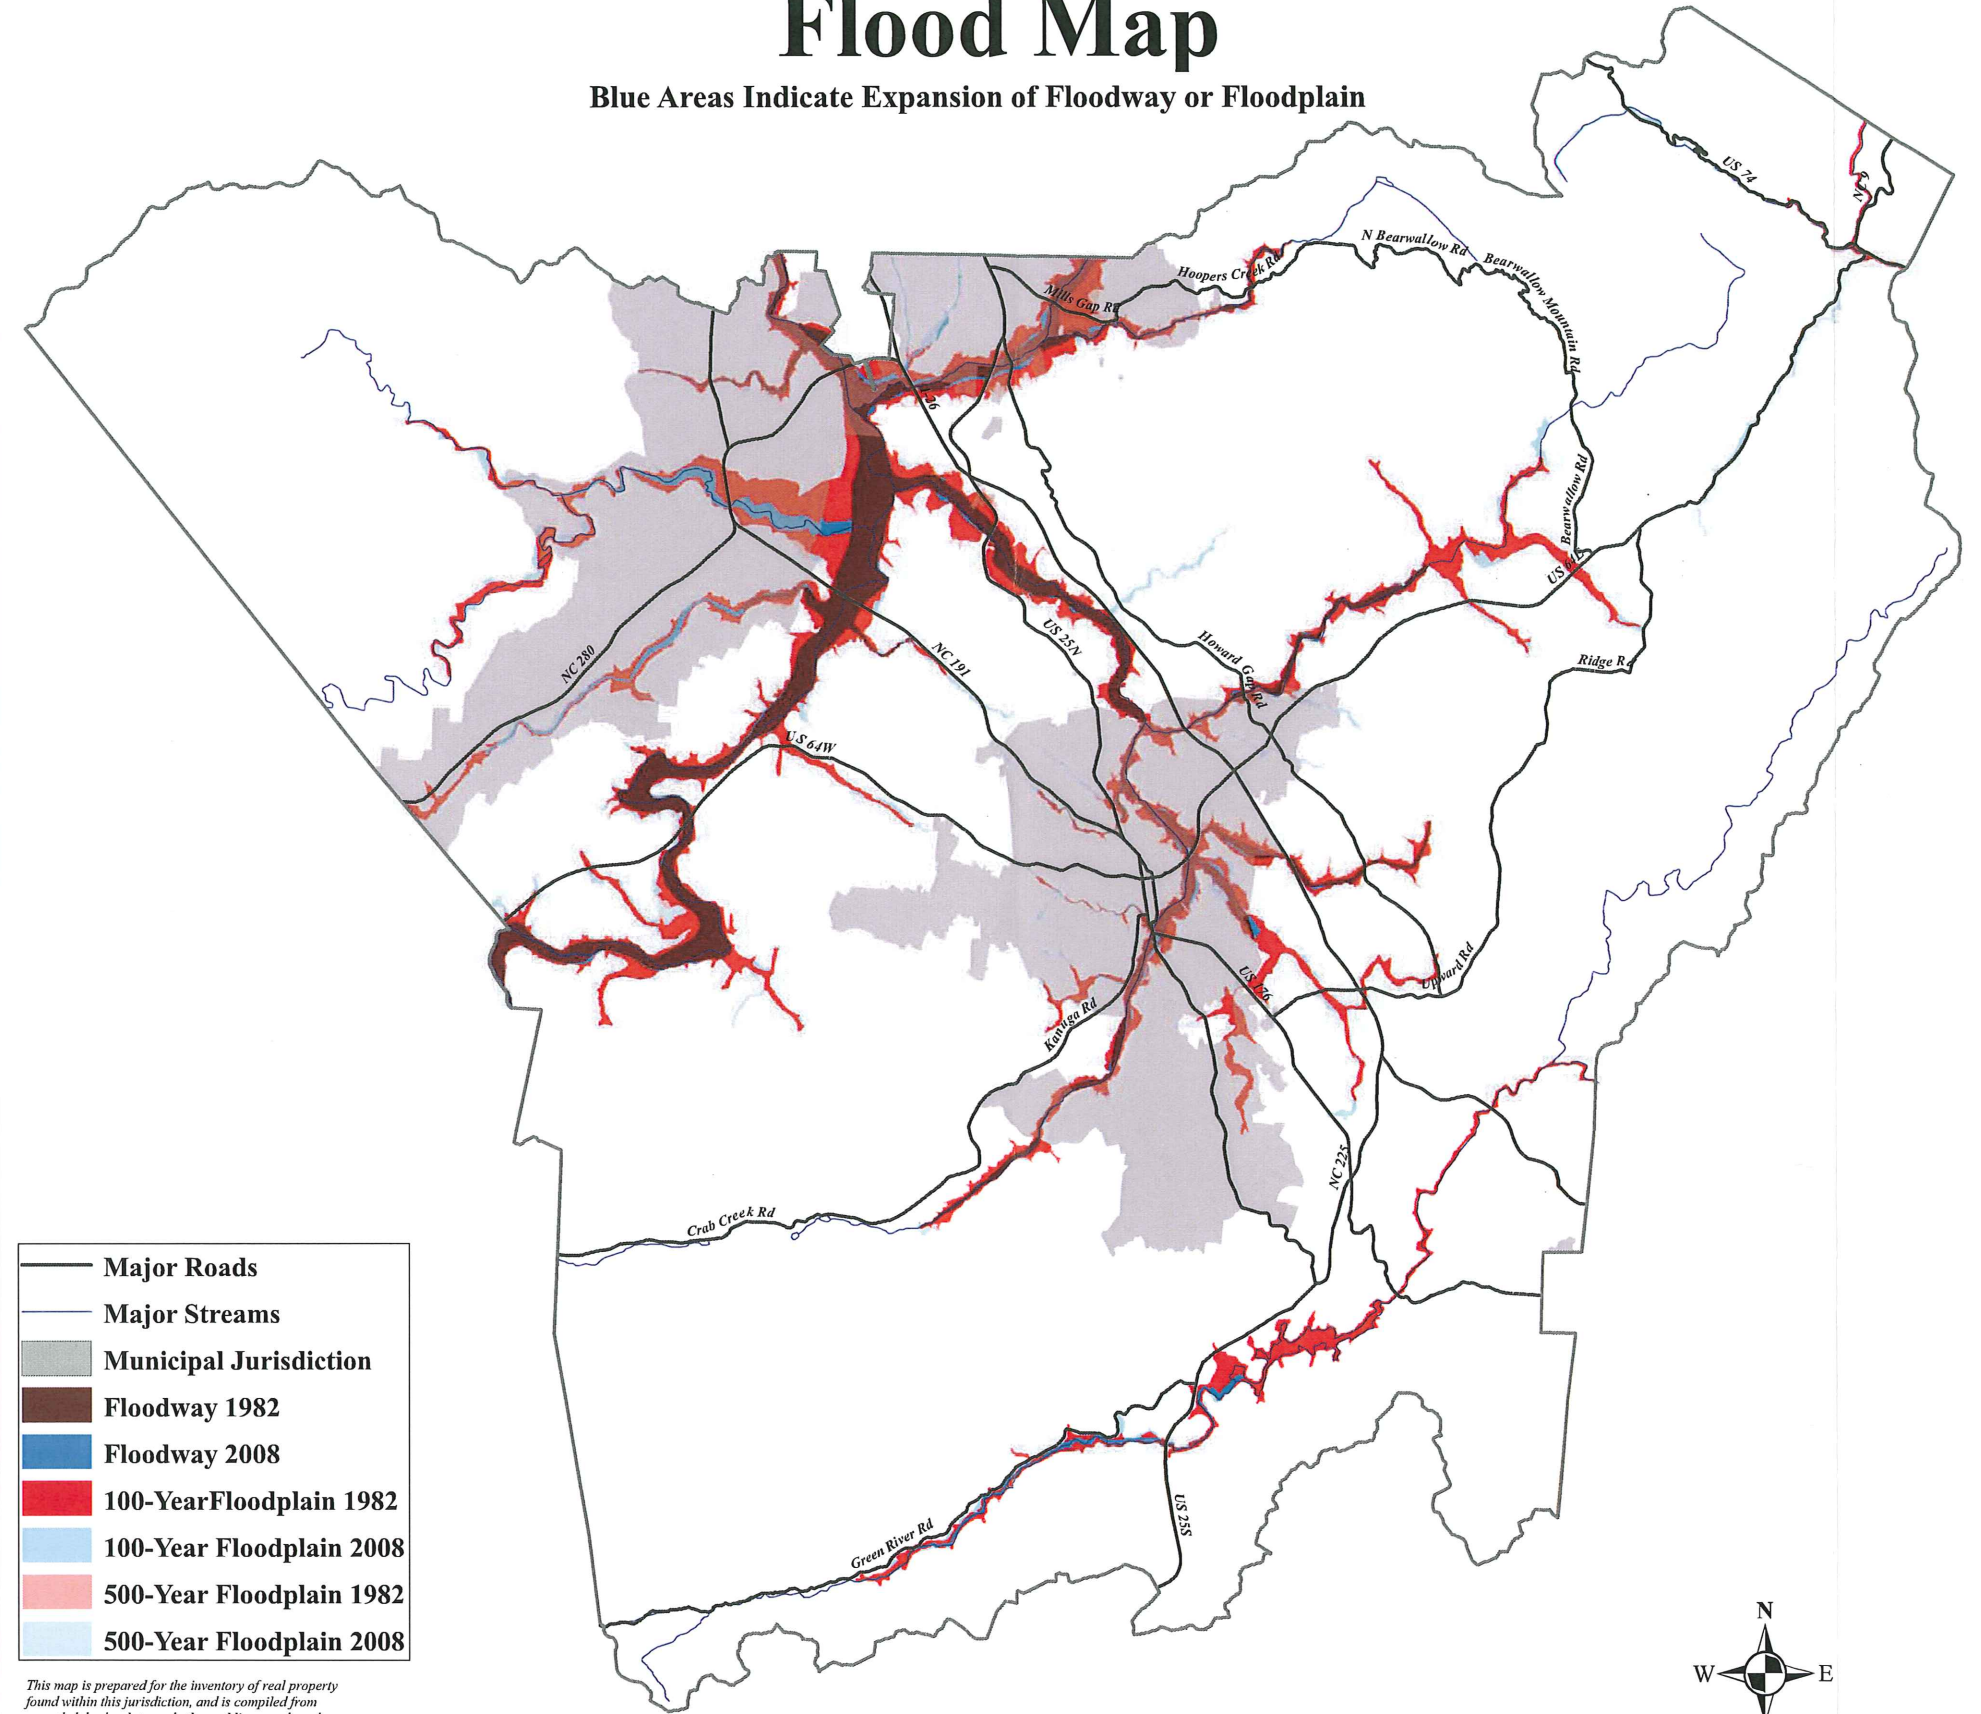 Flood Map
Blue Areas Indicate Expansion of Floodway or Floodplain
US 74
N Bearwallow Rd
Bearwallow Mountain Rd
Hoopers Creek Rd
Mills Gap Rd
I-26
Bearwallow Rd
US 64E
US 25N
Howard Gap Rd
NC 191
NC 280
Ridge Rd
US 64W
Upward Rd
US 176
Kanuga Rd
NC 225
Crab Creek Rd
Green River Rd
US 25S
Major Roads
Major Streams
Municipal Jurisdiction
Floodway 1982
Floodway 2008
100-YearFloodplain 1982
100-Year Floodplain 2008
500-Year Floodplain 1982
500-Year Floodplain 2008
This map is prepared for the inventory of real property
found within this jurisdiction, and is compiled from
N
W E